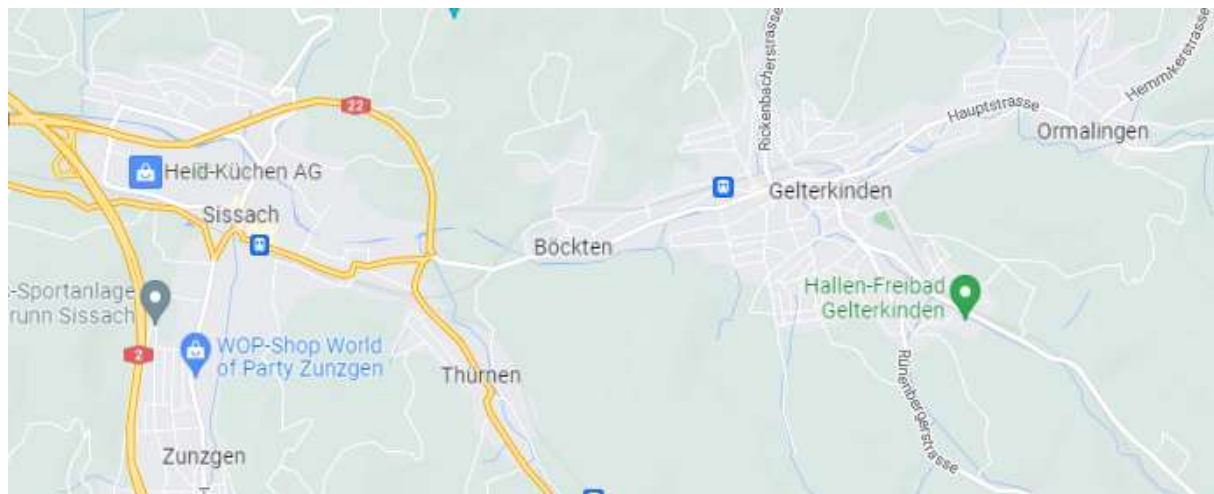 22
Rickenbacherstrasse
Hemmikerstrasse
Hauptstrasse
Ormalingen
Heid-Küchen AG
Gelterkinden
Sissach
Böckten
-Sportanlage
runn Sissach
Hallen-Freibad
Gelterkinden
2
WOP-Shop World
of Party Zunzgen
Thürnen
Rünenbergerstrasse
Zunzgen